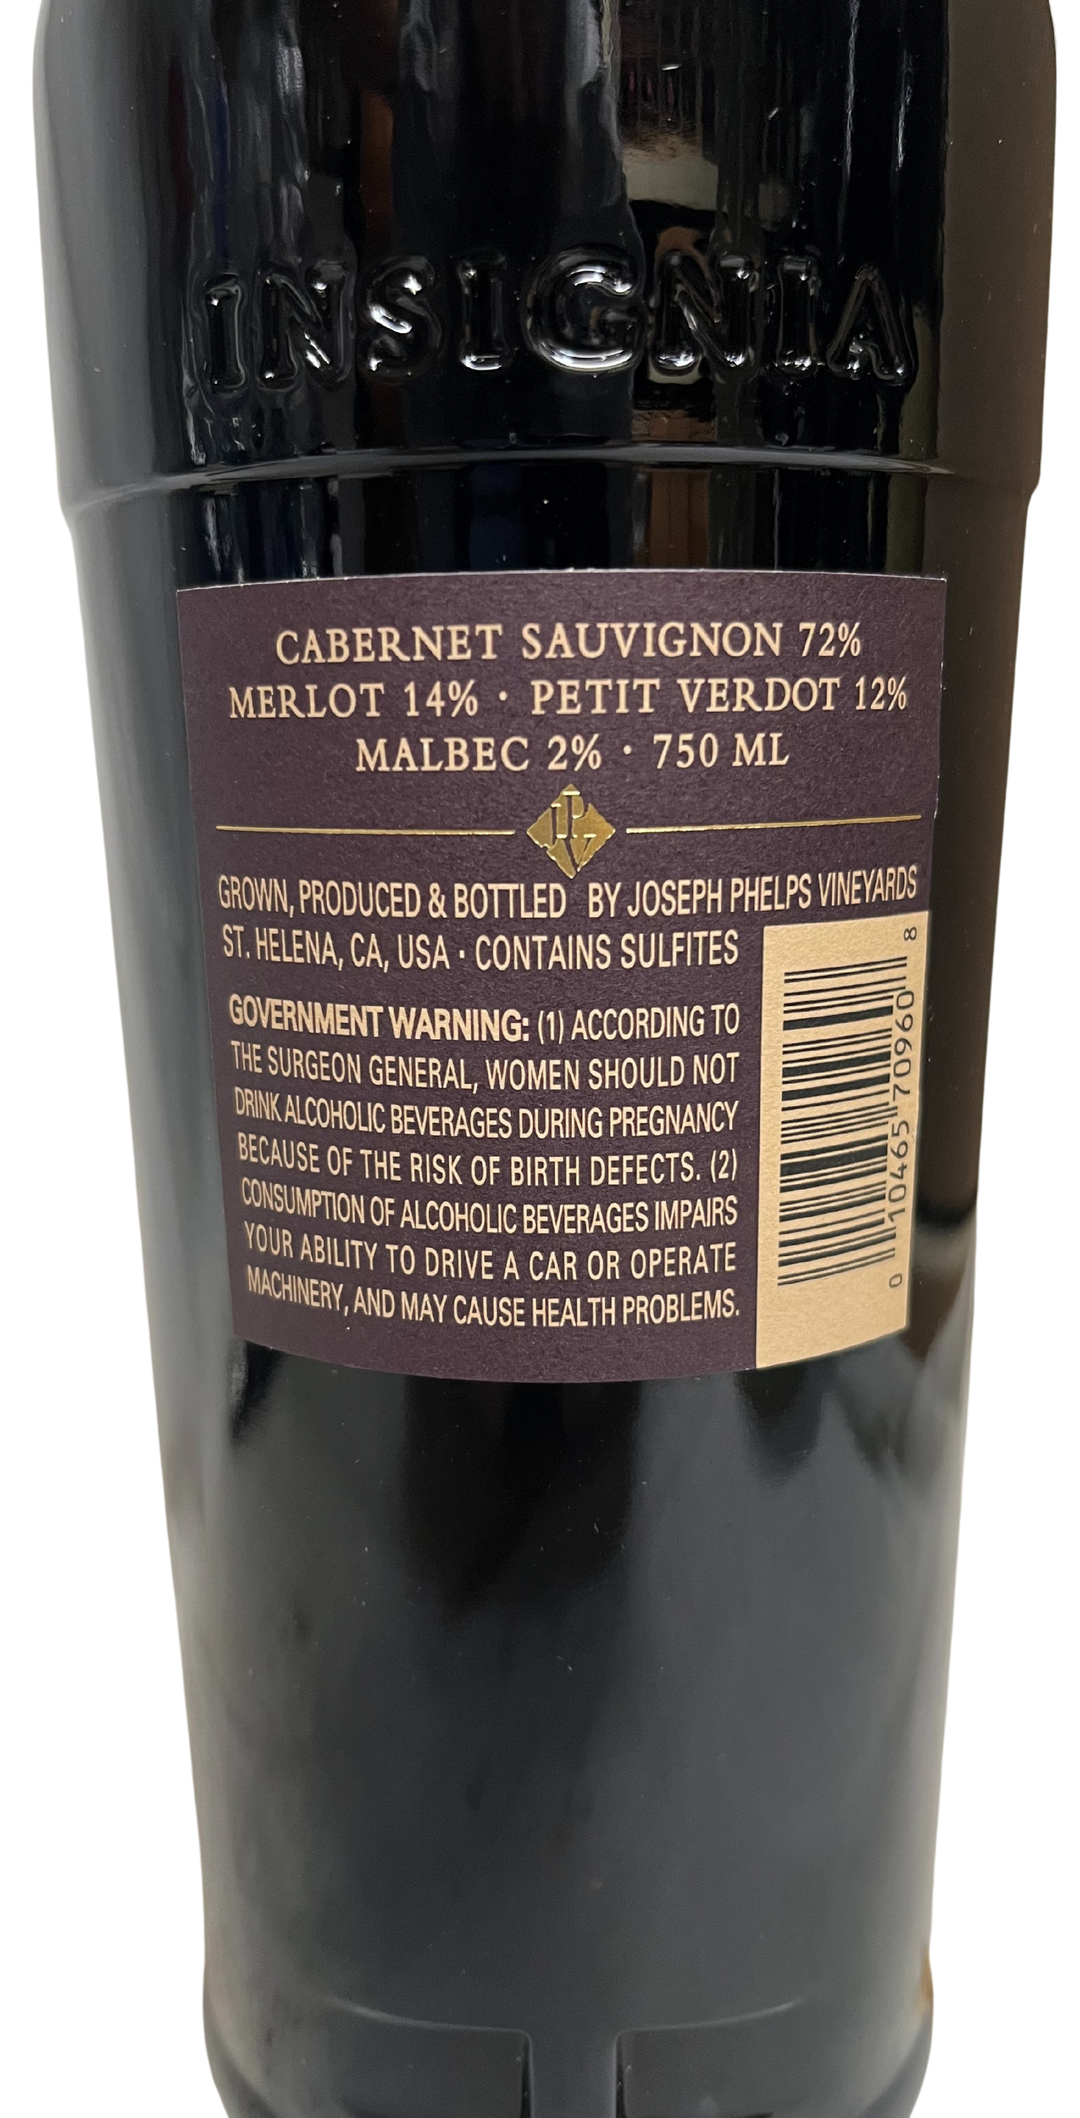 INSIGNIA
CABERNET SAUVIGNON 72%
MERLOT 14% · PETIT VERDOT 12%
MALBEC 2% · 750 ML
JPV
GROWN, PRODUCED & BOTTLED BY JOSEPH PHELPS VINEYARDS
ST. HELENA, CA, USA · CONTAINS SULFITES
GOVERNMENT WARNING: (1) ACCORDING TO
THE SURGEON GENERAL, WOMEN SHOULD NOT
DRINK ALCOHOLIC BEVERAGES DURING PREGNANCY
BECAUSE OF THE RISK OF BIRTH DEFECTS. (2)
CONSUMPTION OF ALCOHOLIC BEVERAGES IMPAIRS
YOUR ABILITY TO DRIVE A CAR OR OPERATE
MACHINERY, AND MAY CAUSE HEALTH PROBLEMS.
0 10465 70960 8